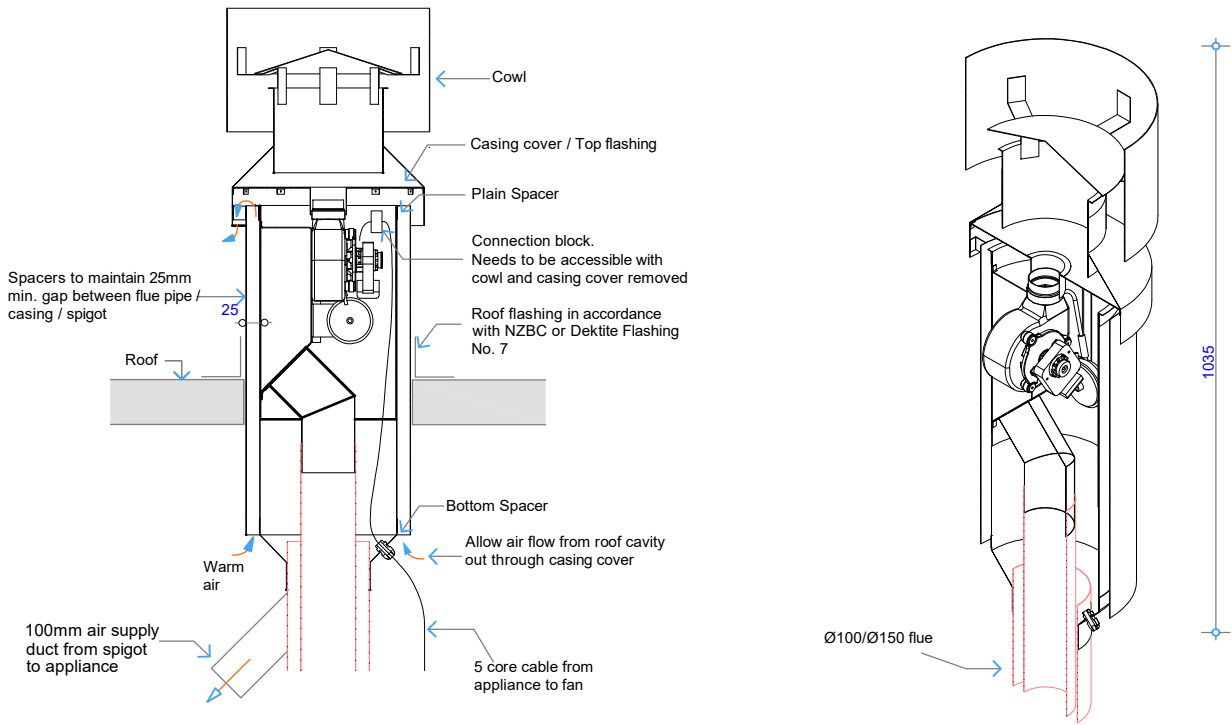 Cowl
Casing cover / Top flashing
Plain Spacer
Connection block.
Needs to be accessible with
cowl and casing cover removed
Spacers to maintain 25mm
min. gap between flue pipe /
casing / spigot
25
Roof flashing in accordance
with NZBC or Dektite Flashing
No. 7
Roof
Bottom Spacer
Allow air flow from roof cavity
out through casing cover
Warm
air
100mm air supply
duct from spigot
to appliance
5 core cable from
appliance to fan
1035
Ø100/Ø150 flue